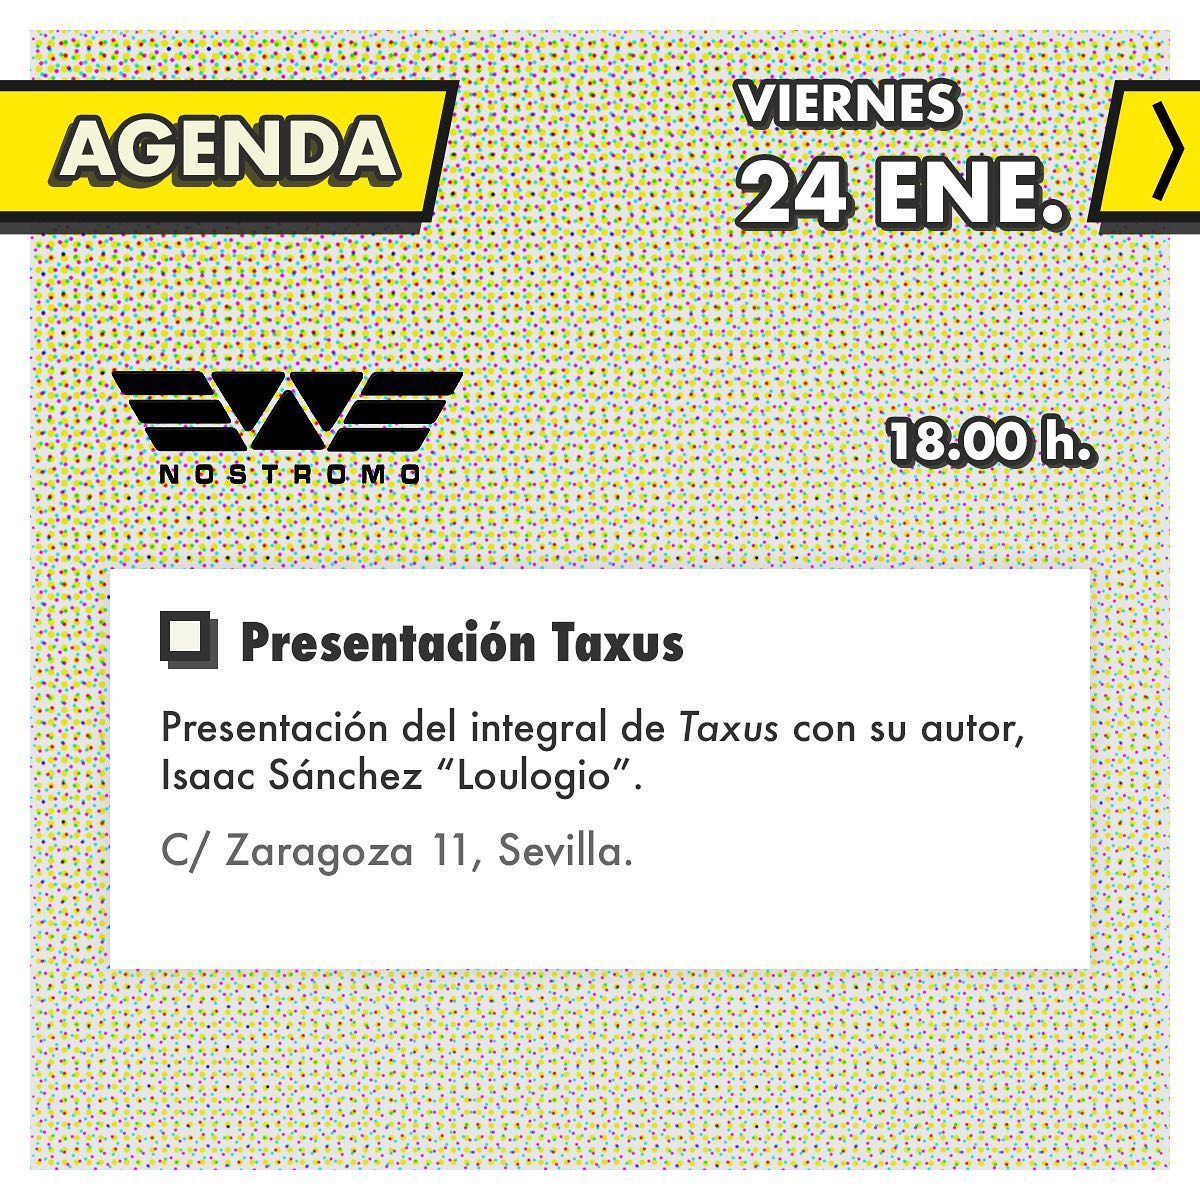 AGENDA
VIERNES
24 ENE.
NOSTROMO
18.00 h.
Presentación Taxus
Presentación del integral de Taxus con su autor,
Isaac Sánchez “Loulogio”.
C/ Zaragoza 11, Sevilla.